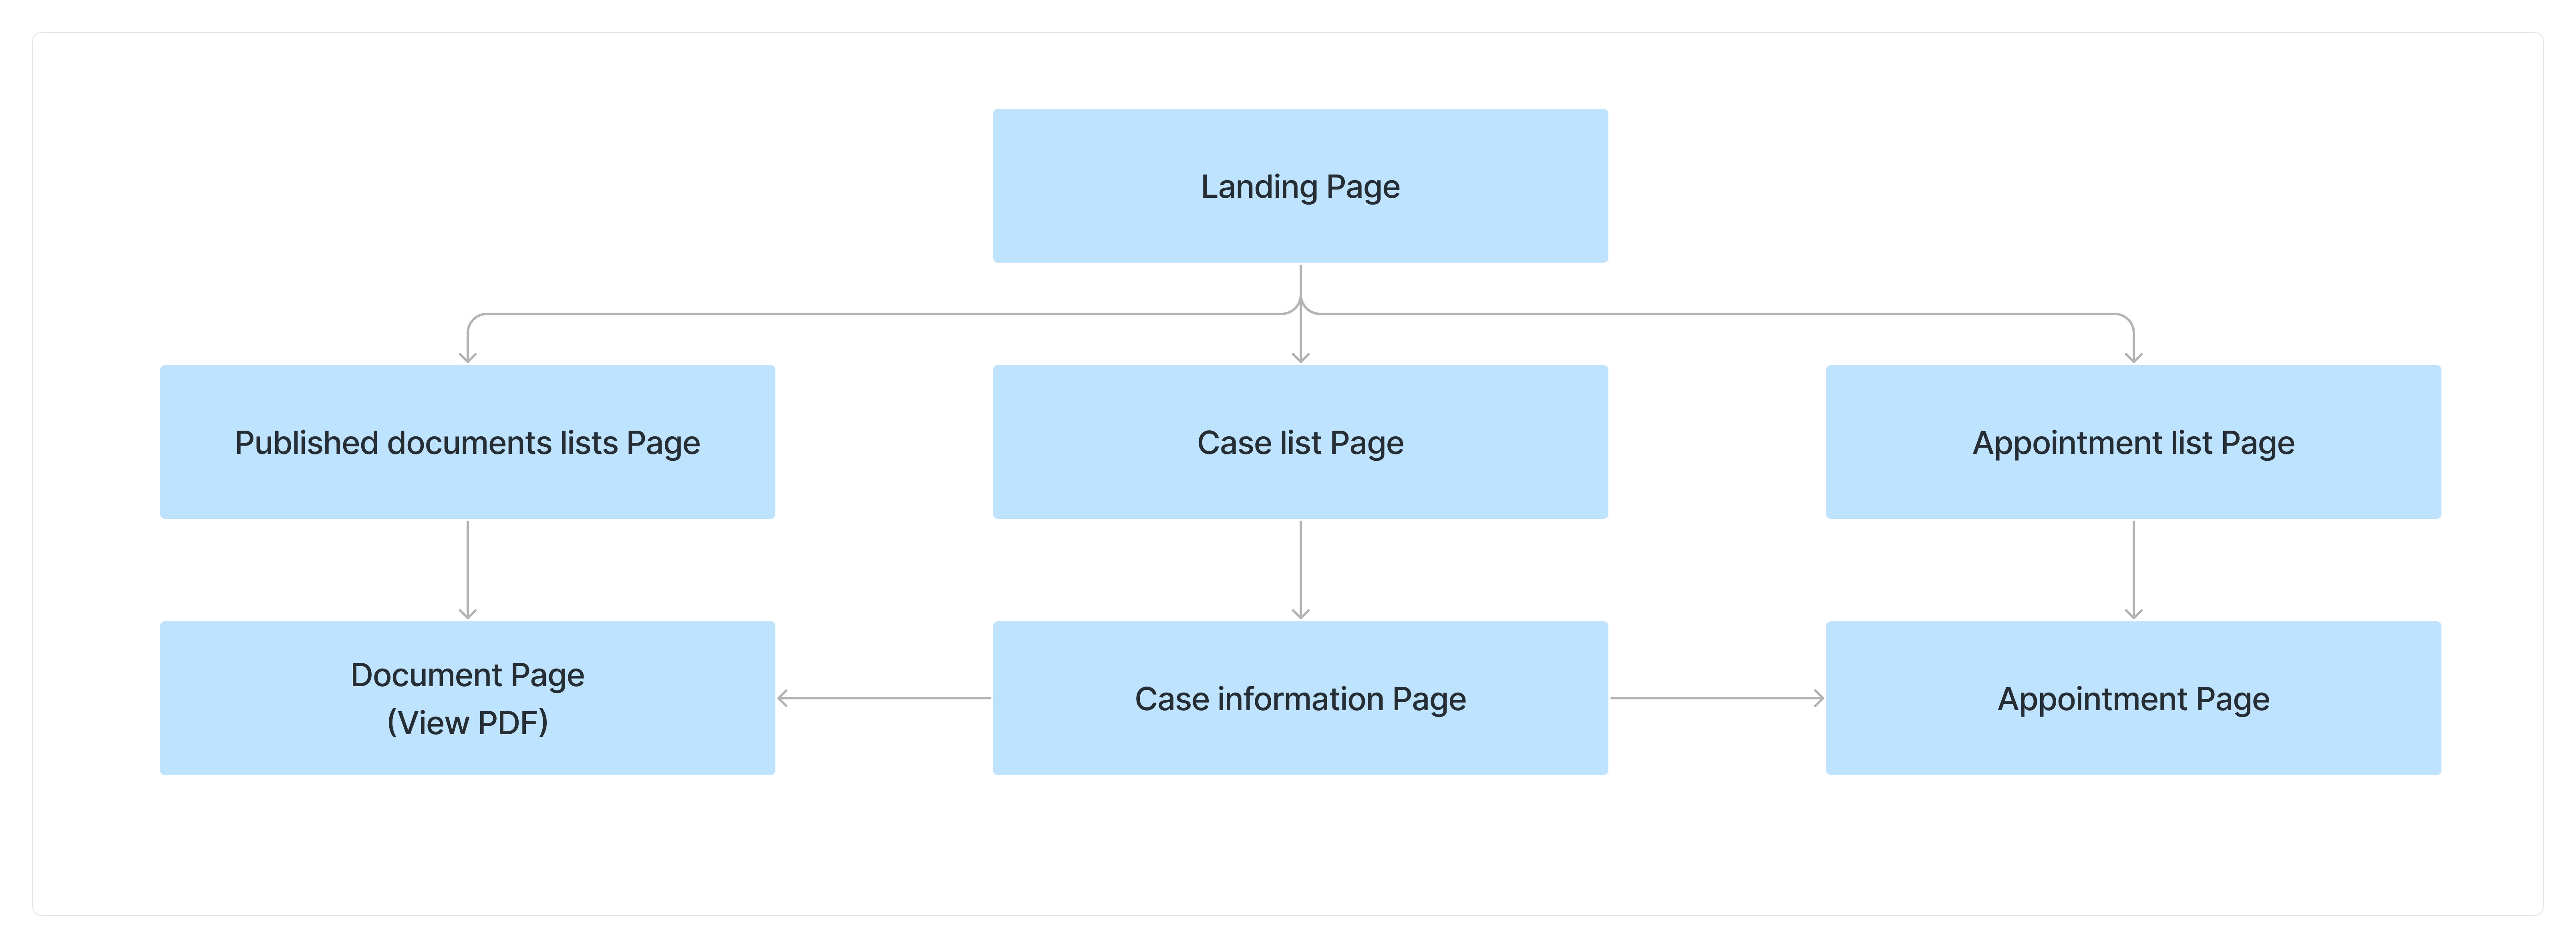 Landing Page
Published documents lists Page
Case list Page
Appointment list Page
Document Page
(View PDF)
Case information Page
Appointment Page